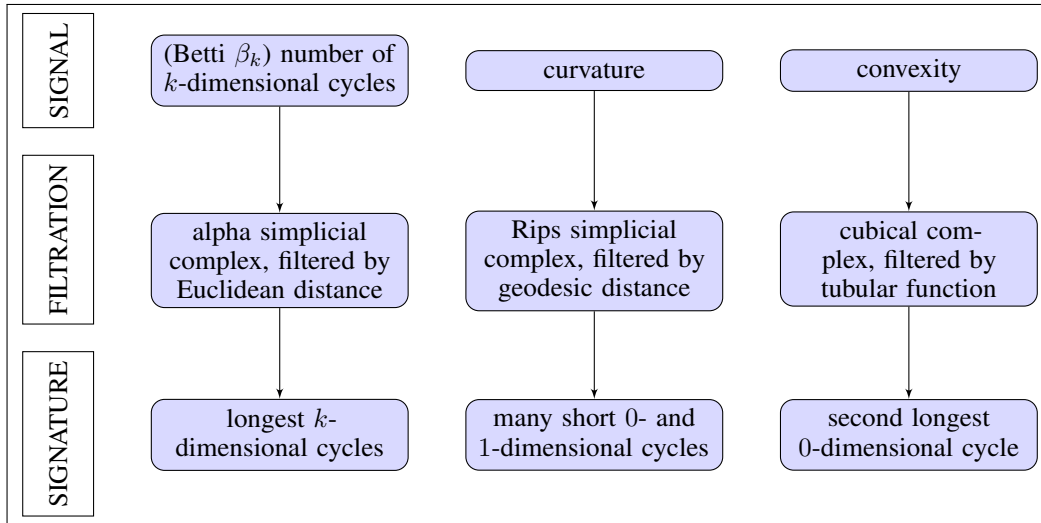 SIGNAL
(Betti βₖ) number of
k-dimensional cycles
curvature
convexity
FILTRATION
alpha simplicial
complex, filtered by
Euclidean distance
Rips simplicial
complex, filtered by
geodesic distance
cubical com-
plex, filtered by
tubular function
SIGNATURE
longest k-
dimensional cycles
many short 0- and
1-dimensional cycles
second longest
0-dimensional cycle